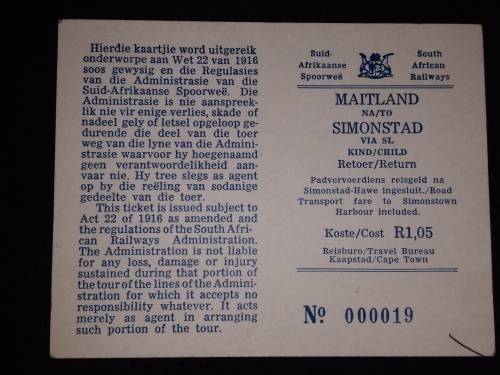 Hierdie kaartjie word uitgereik
onderworpe aan Wet 22 van 1916
soos gewysig en die Regulasies
van die Administrasie van die
Suid-Afrikaanse Spoorweë. Die
Administrasie is nie aanspreek-
lik nie vir enige verlies, skade of
nadeel gely of letsel opgeloop ge-
durende die deel van die toer
weg van die lyne van die Admini-
strasie waarvoor hy hoegenaamd
geen verantwoordelikheid aan-
vaar nie. Hy tree slegs as agent
op by die reëling van sodanige
gedeelte van die toer.
This ticket is issued subject to
Act 22 of 1916 as amended and
the regulations of the South Afri-
can Railways Administration.
The Administration is not liable
for any loss, damage or injury
sustained during that portion of
the tour of the lines of the Admini-
stration for which it accepts no
responsibility whatever. It acts
merely as agent in arranging
such portion of the tour.
Suid-
Afrikaanse
Spoorweë
South
African
Railways
MAITLAND
NA/TO
SIMONSTAD
VIA SL
KIND/CHILD
Retoer/Return
Padvervoerdiens reisgeld na
Simonstad-Hawe ingesluit./Road
Transport fare to Simonstown
Harbour included.
Koste/Cost R1,05
Reisburo/Travel Bureau
Kaapstad/Cape Town
No 000019